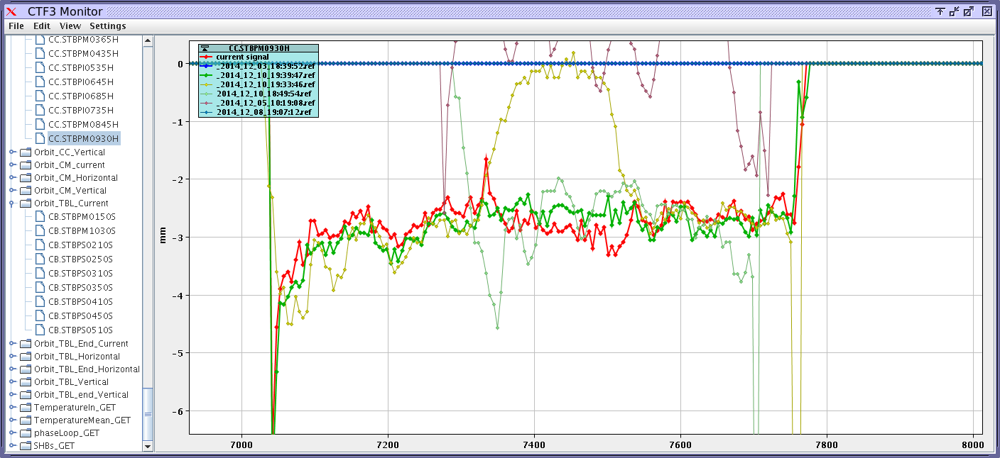 CTF3 Monitor
File Edit View Settings
CC.STBPM0365H
CC.STBPM0435H
CC.STBPI0535H
CC.STBPI0645H
CC.STBPI0685H
CC.STBPI0735H
CC.STBPM0845H
CC.STBPM0930H
Orbit_CC_Vertical
Orbit_CM_current
Orbit_CM_Horizontal
Orbit_CM_Vertical
Orbit_TBL_Current
CB.STBPM0150S
CB.STBPM1030S
CB.STBPS0210S
CB.STBPS0250S
CB.STBPS0310S
CB.STBPS0350S
CB.STBPS0410S
CB.STBPS0450S
CB.STBPS0510S
Orbit_TBL_End_Current
Orbit_TBL_Horizontal
Orbit_TBL_End_Horizontal
Orbit_TBL_Vertical
Orbit_TBL_end_Vertical
TemperatureIn_GET
TemperatureMean_GET
phaseLoop_GET
SHBs_GET
CC.STBPM0930H
current signal
_2014_12_03_18:39:52.ref
_2014_12_10_19:39:47.ref
_2014_12_10_19:33:46.ref
2014_12_10_18:49:54.ref
_2014_12_05_10:19:08.ref
2014_12_08_19:07:12.ref
mm
0
-1
-2
-3
-4
-5
-6
7000
7200
7400
7600
7800
8000